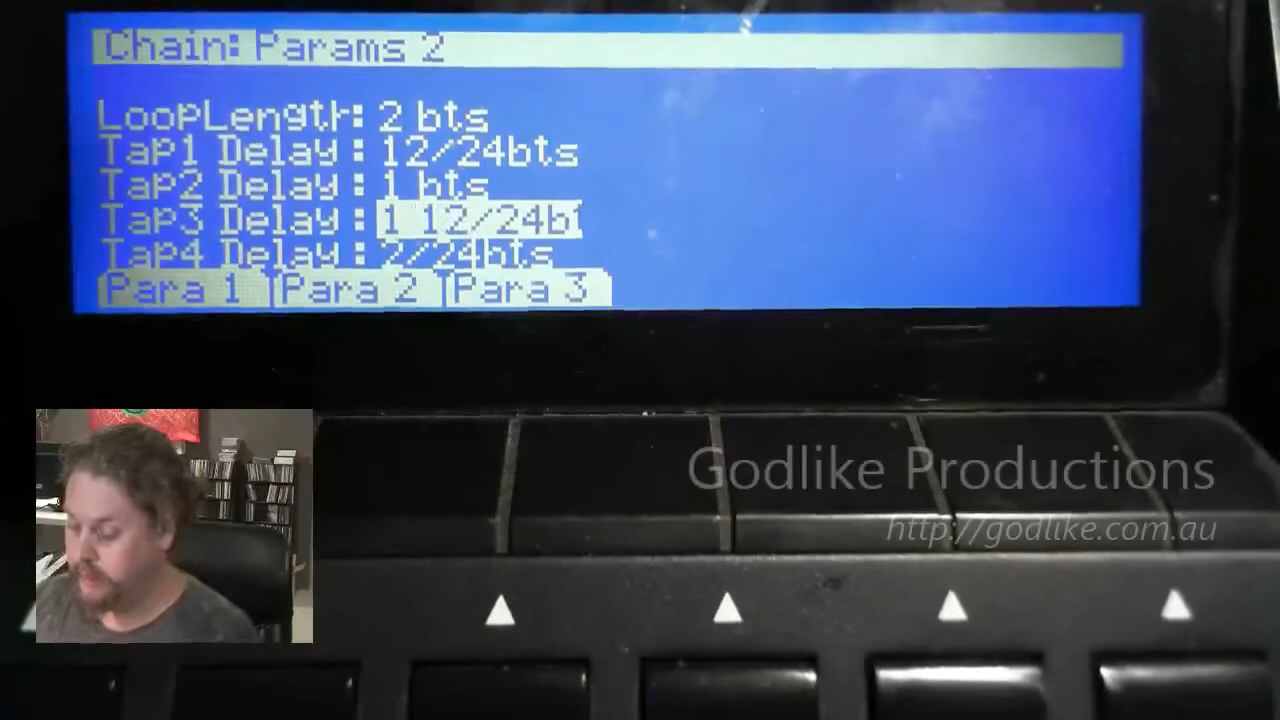 Chain: Params 2
LoopLength: 2 bts
Tap1 Delay : 12/24bts
Tap2 Delay : 1 bts
Tap3 Delay : 1 12/24bt
Tap4 Delay : 2/24bts
Para 1 Para 2 Para 3
Godlike Productions
http://godlike.com.au